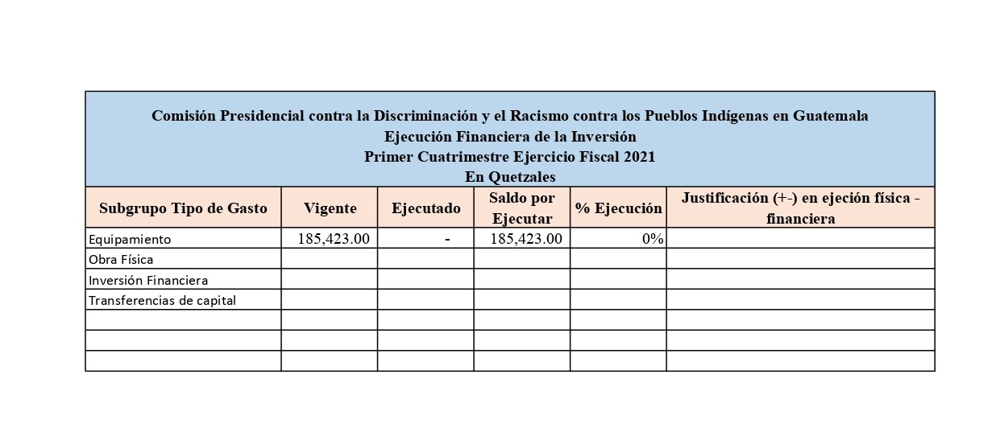 Comisión Presidencial contra la Discriminación y el Racismo contra los Pueblos Indígenas en Guatemala
Ejecución Financiera de la Inversión
Primer Cuatrimestre Ejercicio Fiscal 2021
En Quetzales
Subgrupo Tipo de Gasto Vigente Ejecutado Saldo por Ejecutar % Ejecución Justificación (+-) en ejeción física - financiera
Equipamiento 185,423.00 - 185,423.00 0%
Obra Física
Inversión Financiera
Transferencias de capital